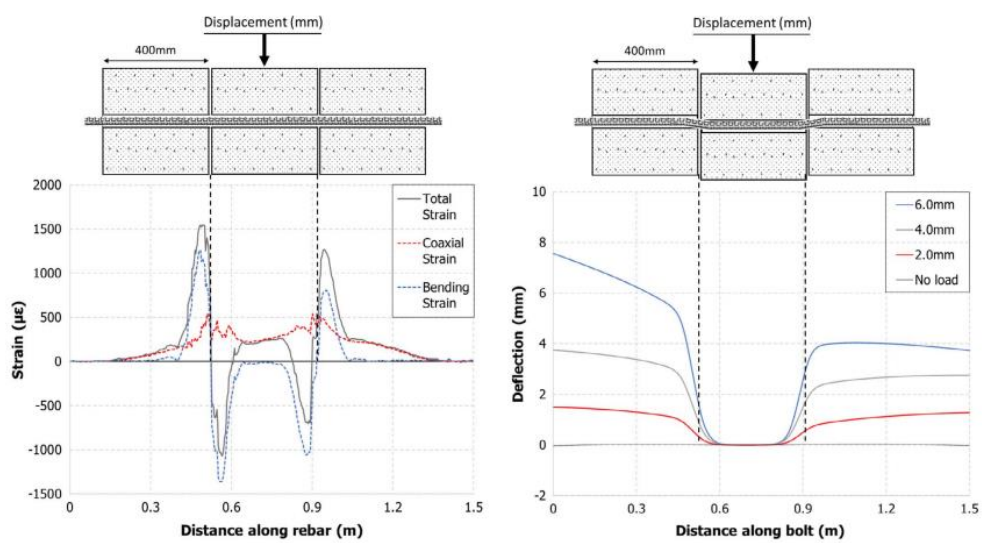 Displacement (mm)
400mm
2000
1500
1000
500
0
-500
-1000
-1500
Strain (µε)
Total
Strain
Coaxial
Strain
Bending
Strain
0
0.3
0.6
0.9
1.2
1.5
Distance along rebar (m)
Displacement (mm)
400mm
10
8
6
4
2
0
-2
Deflection (mm)
6.0mm
4.0mm
2.0mm
No load
0
0.3
0.6
0.9
1.2
1.5
Distance along bolt (m)